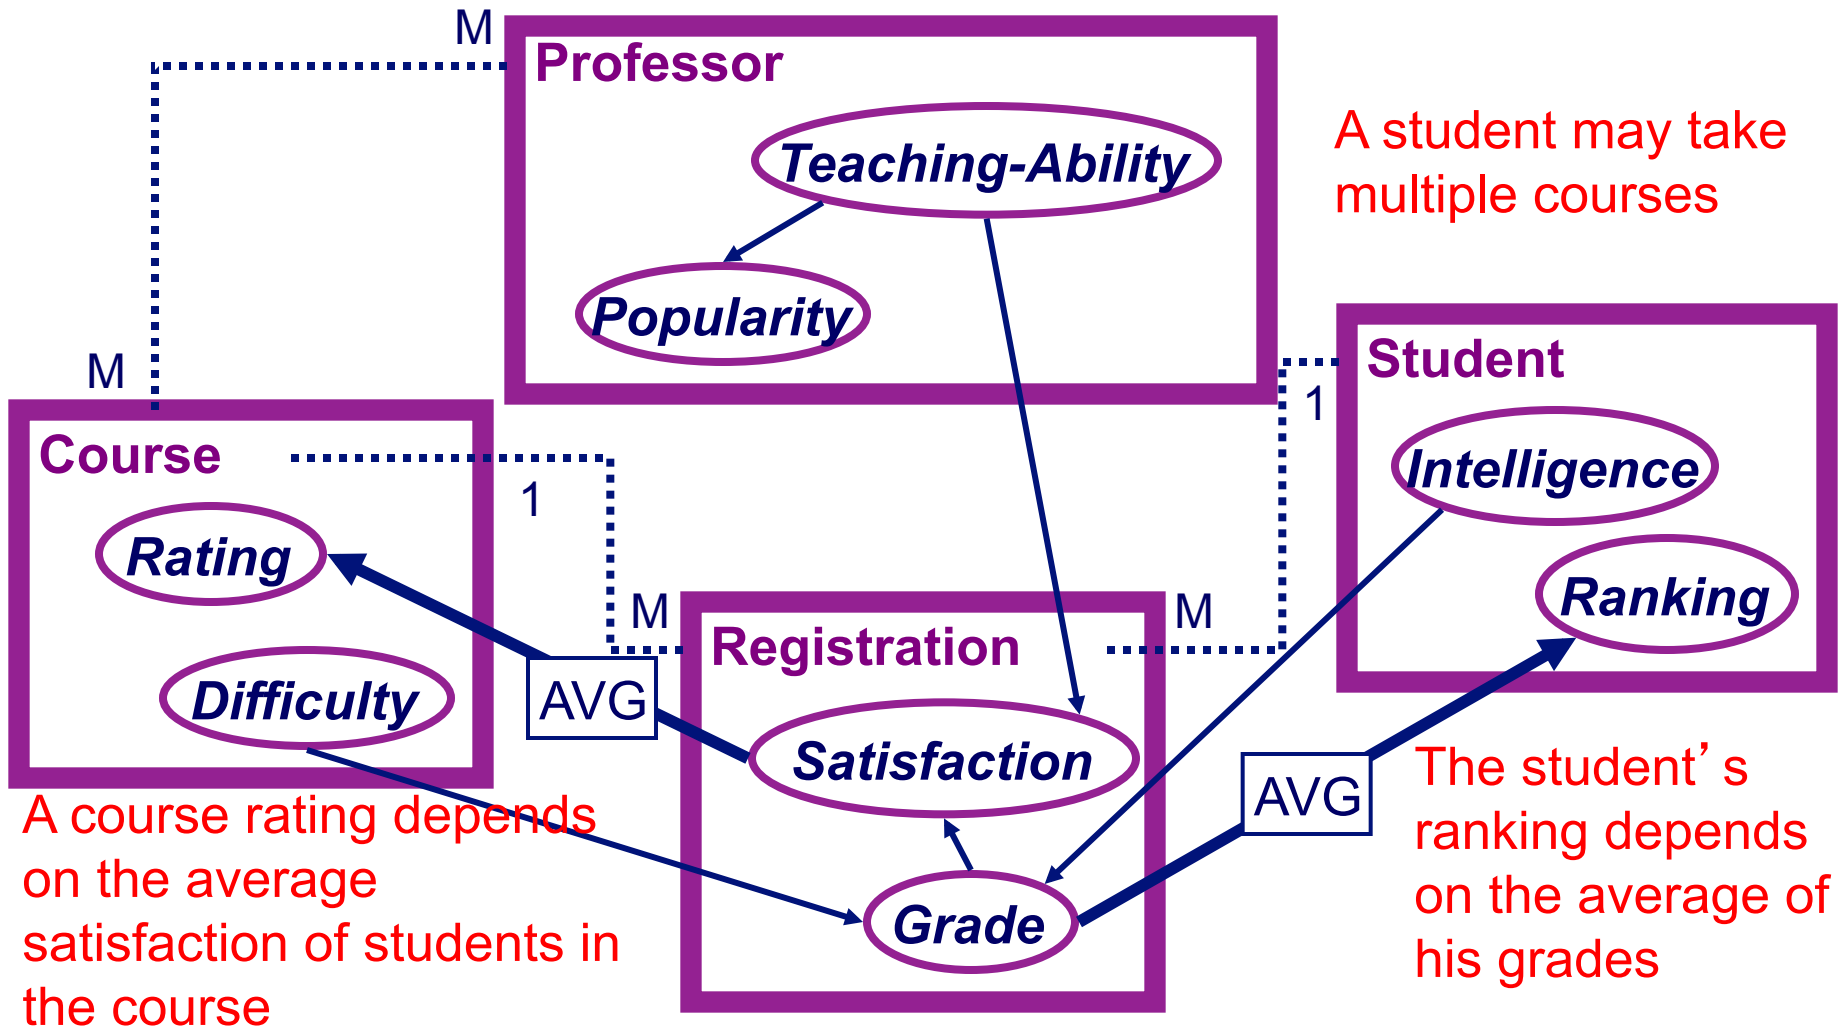 M
Professor
Teaching-Ability
A student may take
multiple courses
Popularity
M
Student
1
Intelligence
Course
1
Rating
Ranking
M
M
Registration
Difficulty
AVG
Satisfaction
AVG
The student’s
ranking depends
on the average of
his grades
A course rating depends
on the average
satisfaction of students in
the course
Grade